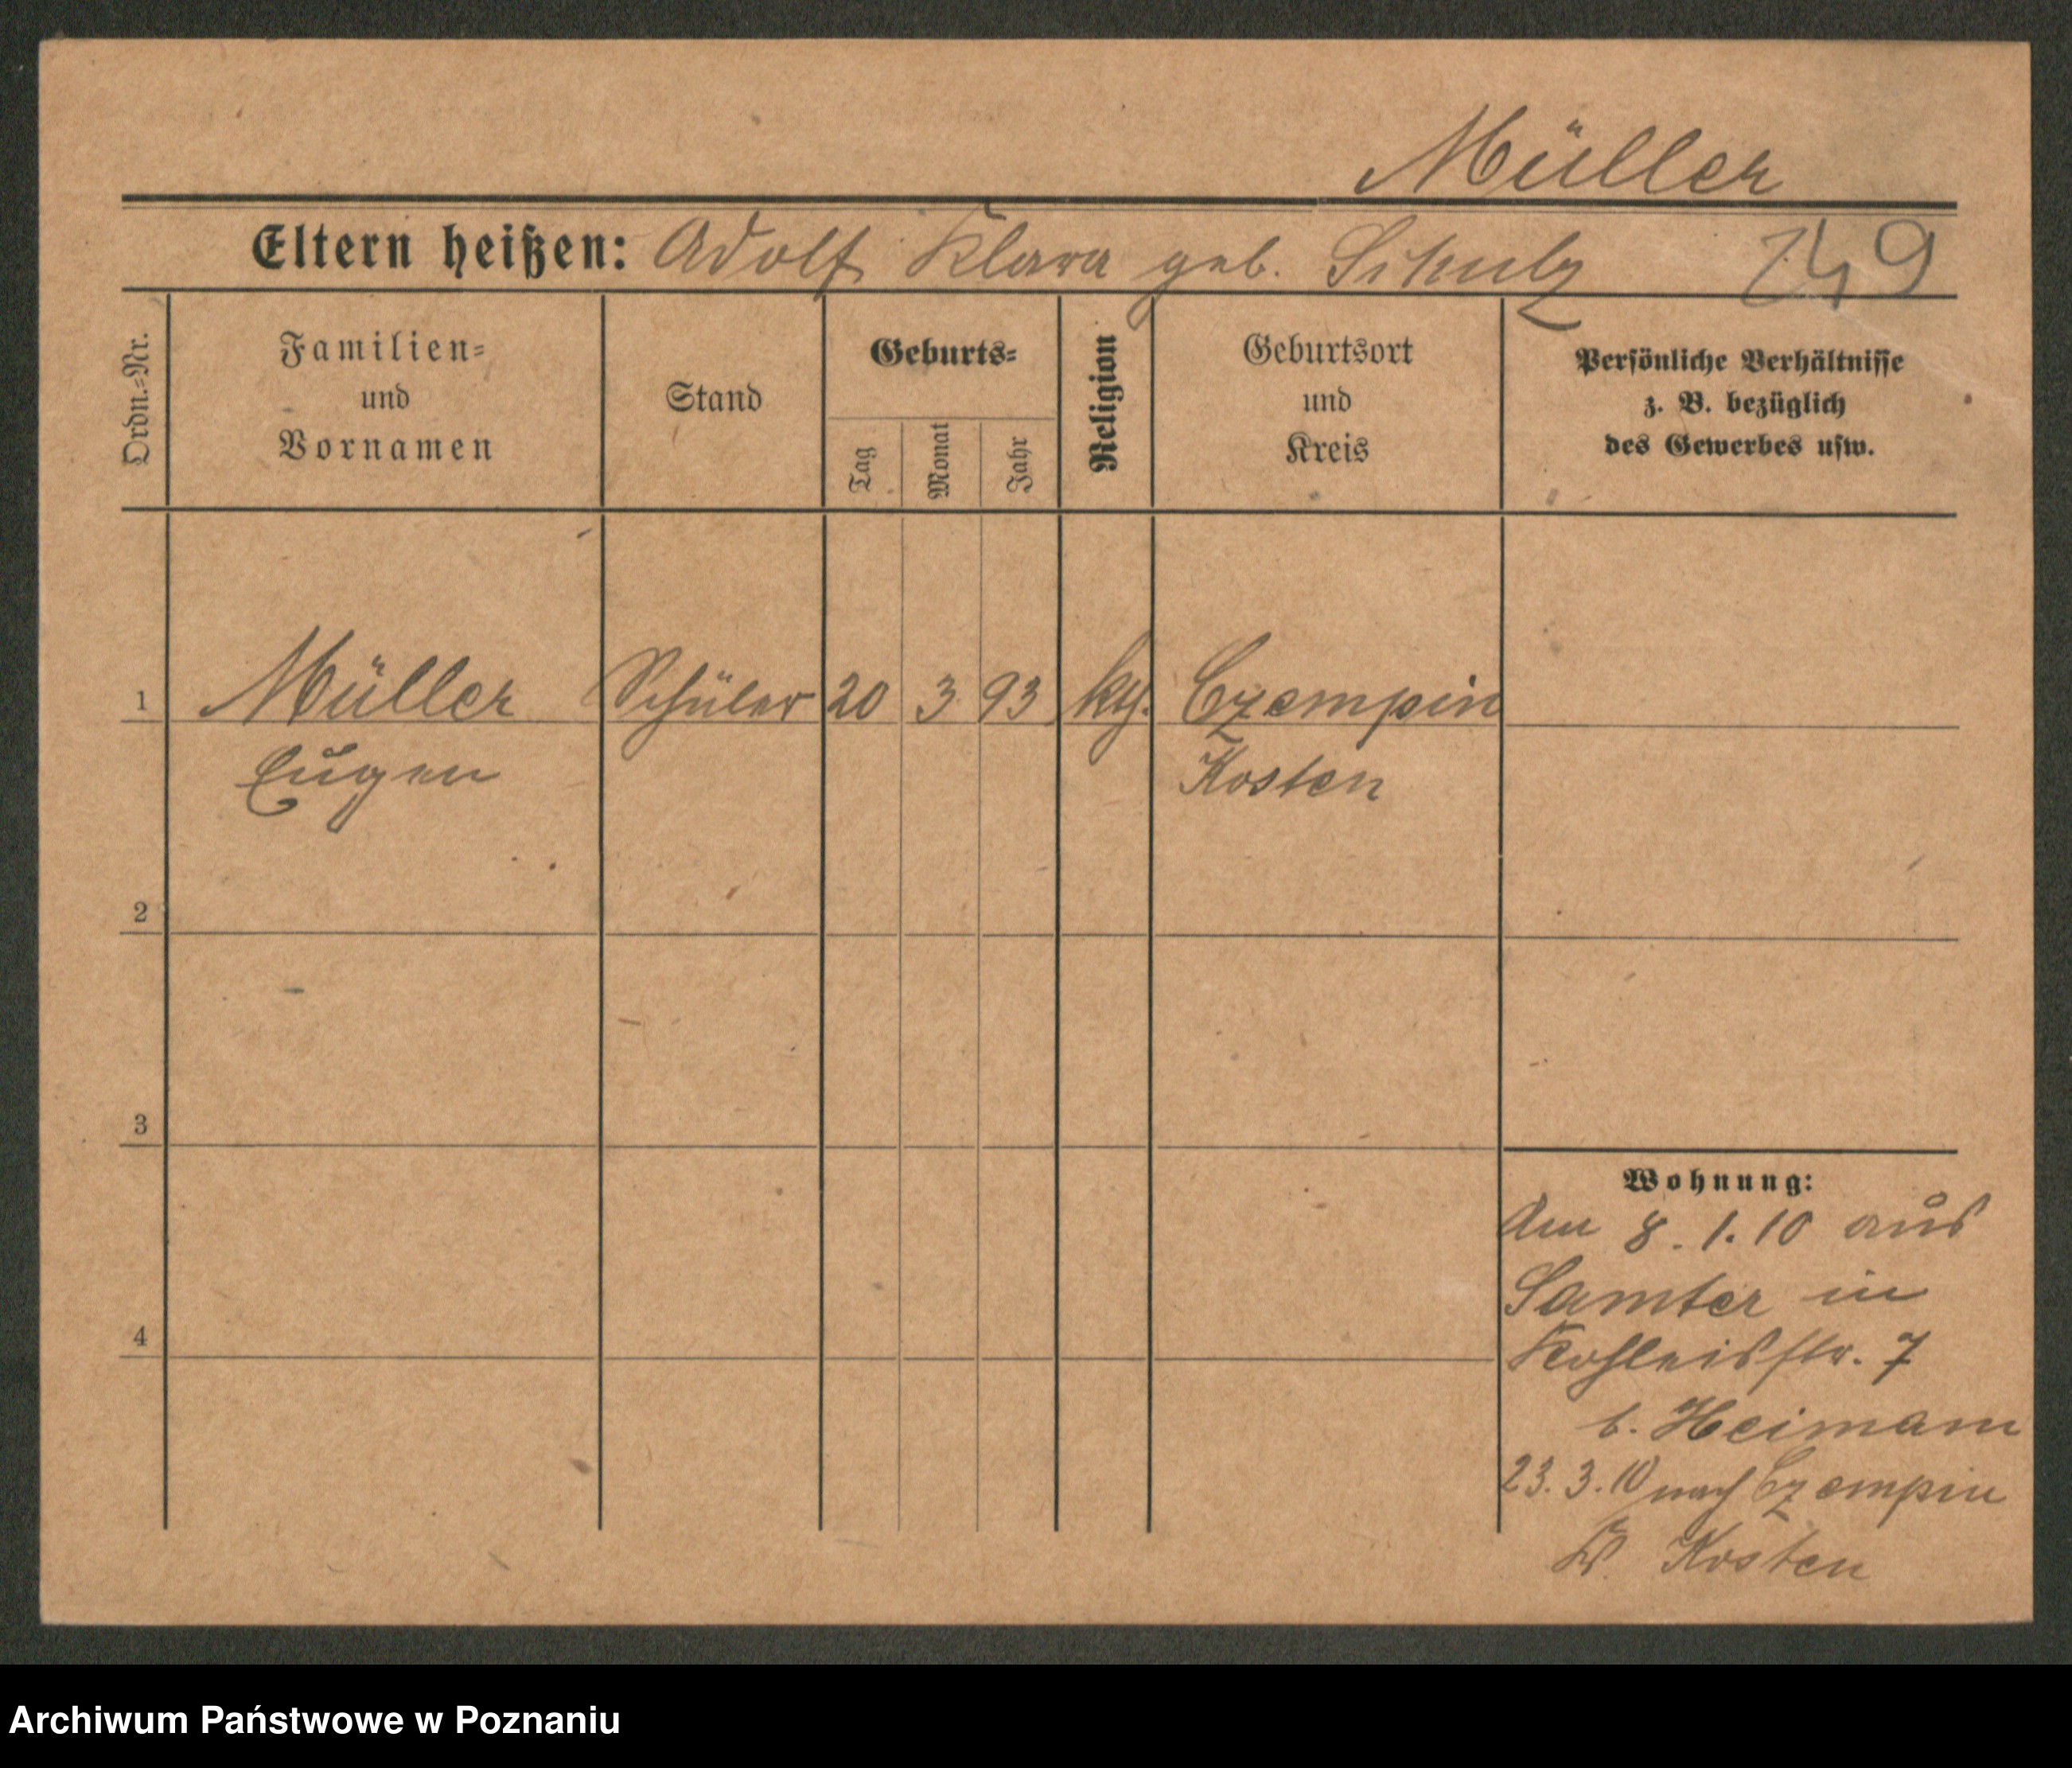 Müller
Eltern heißen: Adolf Klara geb. Schulz 749
Ordn.=Nr.
Familien=
und
Vornamen
Stand
Geburts=
Tag
Monat
Jahr
Religion
Geburtsort
und
Kreis
Persönliche Verhältnisse
z. B. bezüglich
des Gewerbes usw.
1 Müller Schüler 20 3 93 kth. Czempin
Eugen Kosten
2
3
4
Wohnung:
Am 8. 1. 10 aus
Samter in
Kohleisstr. 7
b. Heimann
23. 3. 10 nach Czempin
Kosten
Archiwum Państwowe w Poznaniu